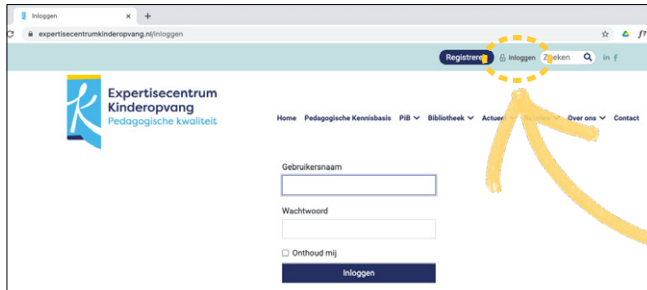 Inloggen
expertisecentrumkinderopvang.nl/inloggen
Registreren Inloggen Zoeken in f
Expertisecentrum
Kinderopvang
Pedagogische kwaliteit
Home Pedagogische Kennisbasis PiB Bibliotheek Over ons Contact
Gebruikersnaam
Wachtwoord
Onthoud mij
Inloggen